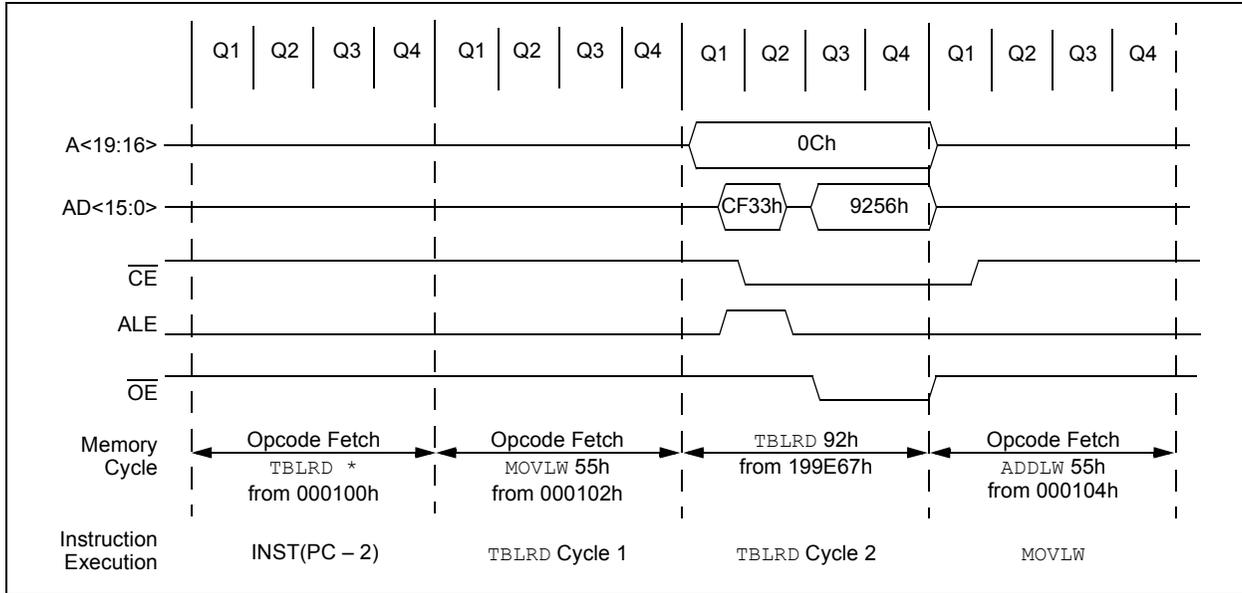 Q1 Q2 Q3 Q4 Q1 Q2 Q3 Q4 Q1 Q2 Q3 Q4 Q1 Q2 Q3 Q4
A<19:16>
0Ch
AD<15:0>
CF33h
9256h
CE
ALE
OE
Memory
Cycle
Opcode Fetch
TBLRD *
from 000100h
Opcode Fetch
MOVLW 55h
from 000102h
TBLRD 92h
from 199E67h
Opcode Fetch
ADDLW 55h
from 000104h
Instruction
Execution
INST(PC – 2)
TBLRD Cycle 1
TBLRD Cycle 2
MOVLW